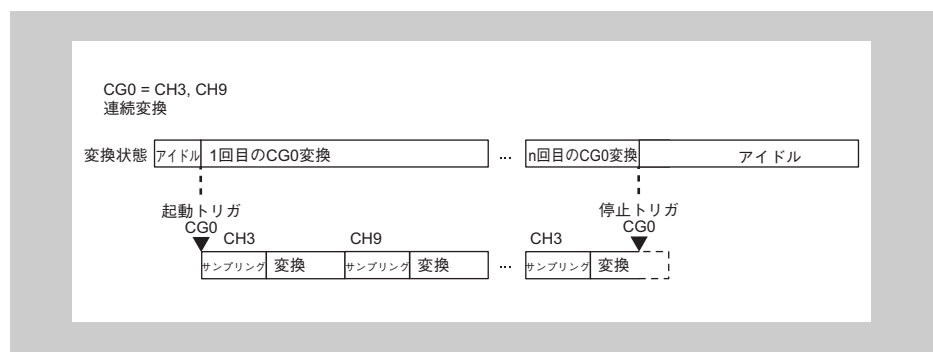 CG0 = CH3, CH9
連続変換
変換状態 アイドル 1回目のCG0変換 ... n回目のCG0変換 アイドル
起動トリガ 停止トリガ
CG0 CG0
CH3 CH9 CH3
サンプリング 変換 サンプリング 変換 ... サンプリング 変換